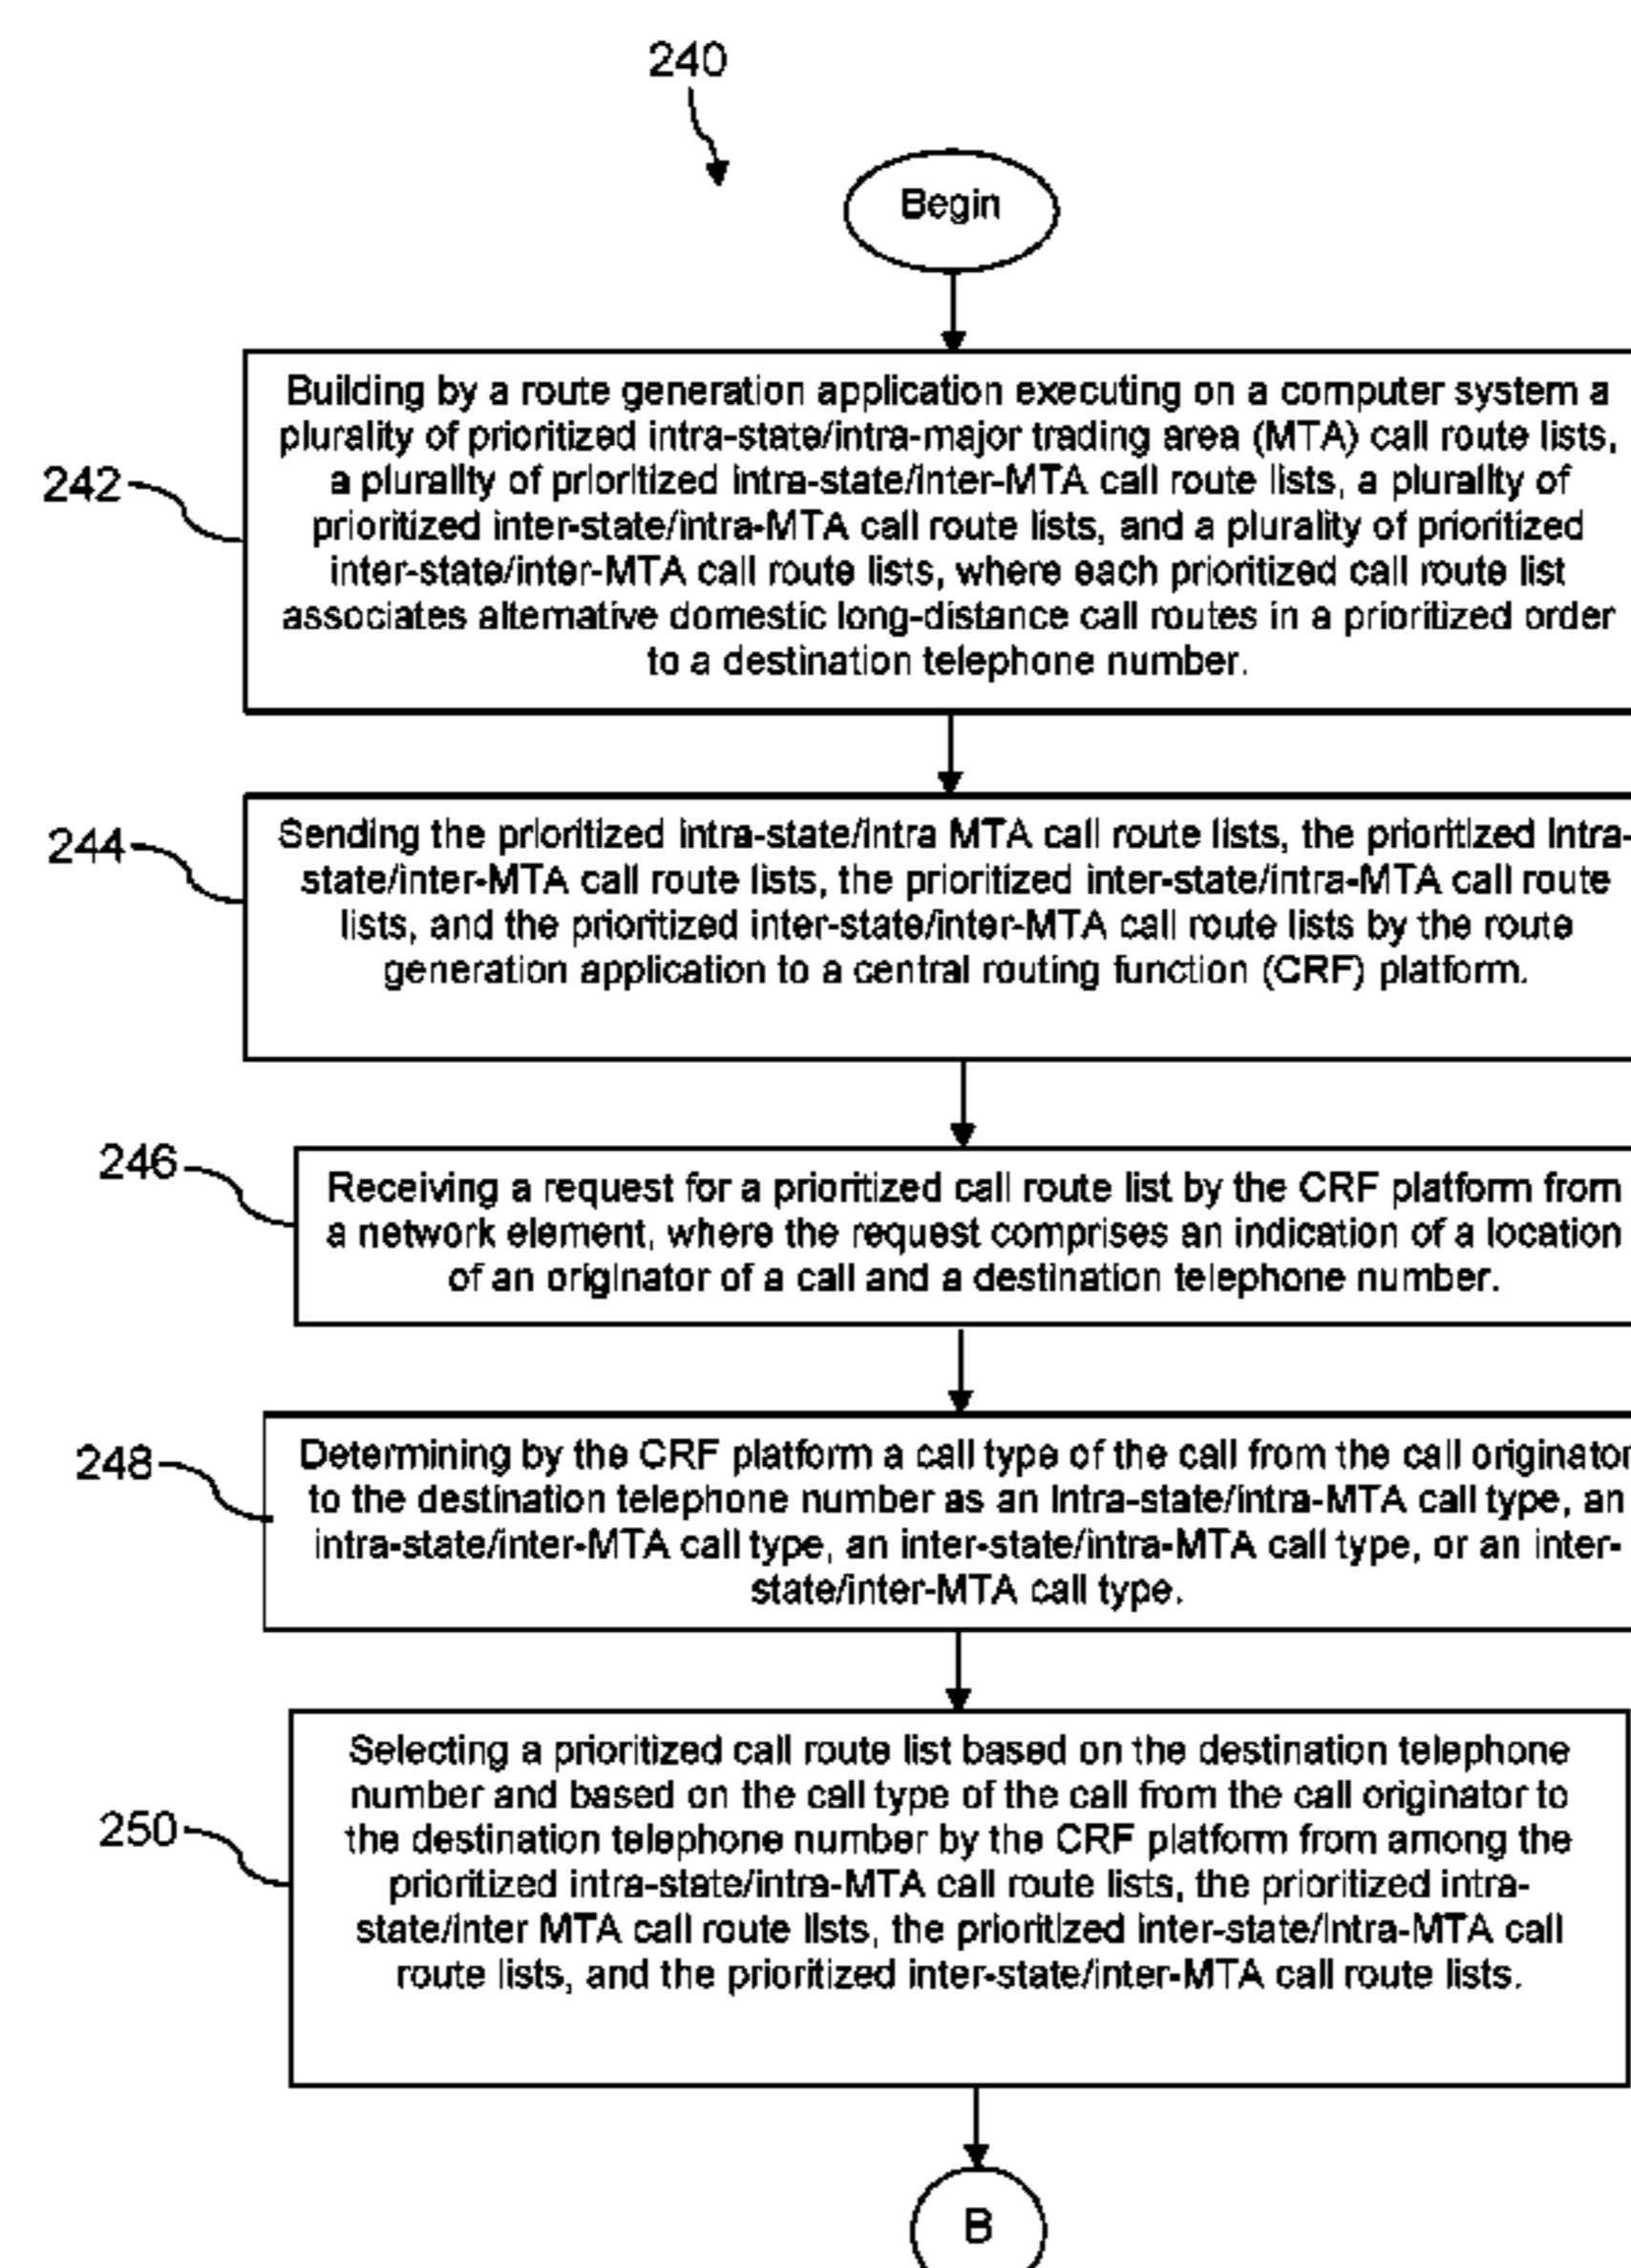 240
Begin
242
Building by a route generation application executing on a computer system a
plurality of prioritized intra-state/intra-major trading area (MTA) call route lists,
a plurality of prioritized intra-state/inter-MTA call route lists, a plurality of
prioritized inter-state/intra-MTA call route lists, and a plurality of prioritized
inter-state/inter-MTA call route lists, where each prioritized call route list
associates alternative domestic long-distance call routes in a prioritized order
to a destination telephone number.
244
Sending the prioritized intra-state/intra MTA call route lists, the prioritized intra-
state/inter-MTA call route lists, the prioritized inter-state/intra-MTA call route
lists, and the prioritized inter-state/inter-MTA call route lists by the route
generation application to a central routing function (CRF) platform.
246
Receiving a request for a prioritized call route list by the CRF platform from
a network element, where the request comprises an indication of a location
of an originator of a call and a destination telephone number.
248
Determining by the CRF platform a call type of the call from the call originator
to the destination telephone number as an intra-state/intra-MTA call type, an
intra-state/inter-MTA call type, an inter-state/intra-MTA call type, or an inter-
state/inter-MTA call type.
250
Selecting a prioritized call route list based on the destination telephone
number and based on the call type of the call from the call originator to
the destination telephone number by the CRF platform from among the
prioritized intra-state/intra-MTA call route lists, the prioritized intra-
state/inter MTA call route lists, the prioritized inter-state/intra-MTA call
route lists, and the prioritized inter-state/inter-MTA call route lists.
B